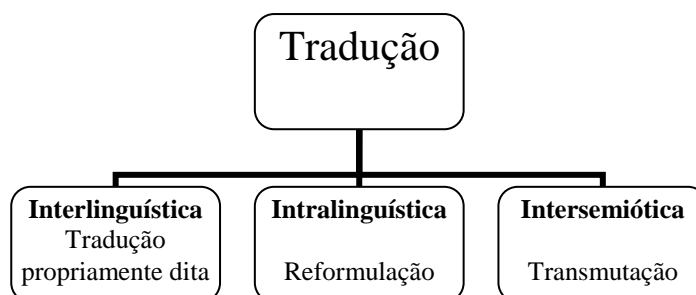 Tradução
Interlinguística
Tradução
propriamente dita
Intralinguística
Reformulação
Intersemiótica
Transmutação